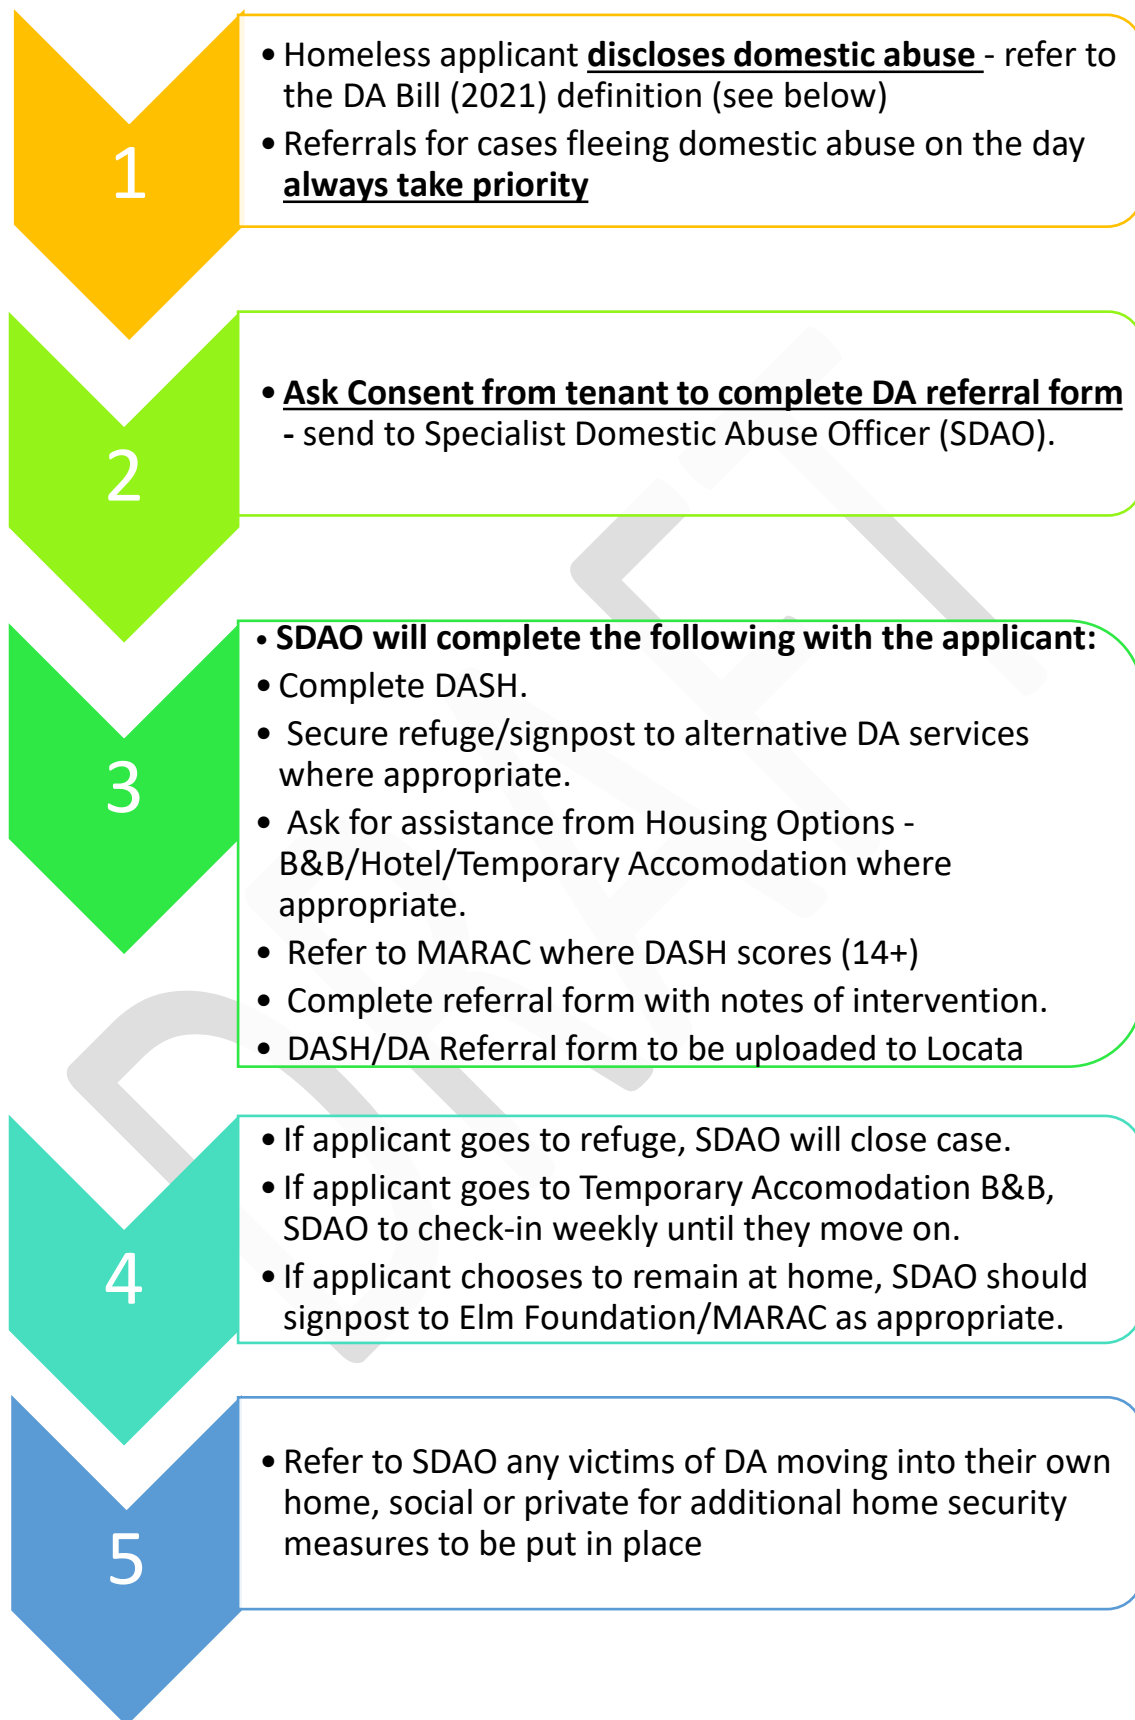 1
• Homeless applicant discloses domestic abuse - refer to
the DA Bill (2021) definition (see below)
• Referrals for cases fleeing domestic abuse on the day
always take priority
2
• Ask Consent from tenant to complete DA referral form
- send to Specialist Domestic Abuse Officer (SDAO).
3
• SDAO will complete the following with the applicant:
• Complete DASH.
• Secure refuge/signpost to alternative DA services
where appropriate.
• Ask for assistance from Housing Options -
B&B/Hotel/Temporary Accomodation where
appropriate.
• Refer to MARAC where DASH scores (14+)
• Complete referral form with notes of intervention.
• DASH/DA Referral form to be uploaded to Locata
4
• If applicant goes to refuge, SDAO will close case.
• If applicant goes to Temporary Accomodation B&B,
SDAO to check-in weekly until they move on.
• If applicant chooses to remain at home, SDAO should
signpost to Elm Foundation/MARAC as appropriate.
5
• Refer to SDAO any victims of DA moving into their own
home, social or private for additional home security
measures to be put in place
DRAFT